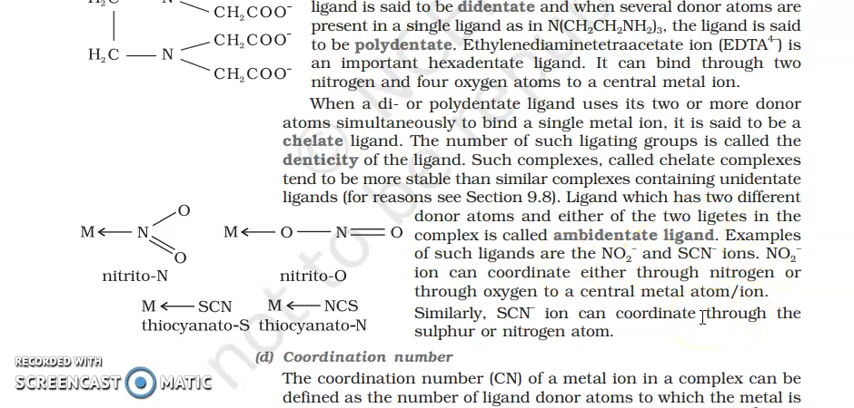 ligand is said to be didentate and when several donor atoms are
present in a single ligand as in N(CH₂CH₂NH₂)₃, the ligand is said
to be polydentate. Ethylenediaminetetraacetate ion (EDTA⁴⁻) is
an important hexadentate ligand. It can bind through two
nitrogen and four oxygen atoms to a central metal ion.
H₂C
N
CH₂COO⁻
CH₂COO⁻
H₂C
N
CH₂COO⁻
When a di- or polydentate ligand uses its two or more donor
atoms simultaneously to bind a single metal ion, it is said to be a
chelate ligand. The number of such ligating groups is called the
denticity of the ligand. Such complexes, called chelate complexes
tend to be more stable than similar complexes containing unidentate
ligands (for reasons see Section 9.8). Ligand which has two different
donor atoms and either of the two ligetes in the
complex is called ambidentate ligand. Examples
of such ligands are the NO₂⁻ and SCN⁻ ions. NO₂⁻
ion can coordinate either through nitrogen or
through oxygen to a central metal atom/ion.
Similarly, SCN⁻ ion can coordinate through the
sulphur or nitrogen atom.
O
M ← N
O
nitrito-N
M ← O — N = O
nitrito-O
M ← SCN
thiocyanato-S
M ← NCS
thiocyanato-N
(d) Coordination number
The coordination number (CN) of a metal ion in a complex can be
defined as the number of ligand donor atoms to which the metal is
© NCE
not to be repub
RECORDED WITH
SCREENCAST MATIC